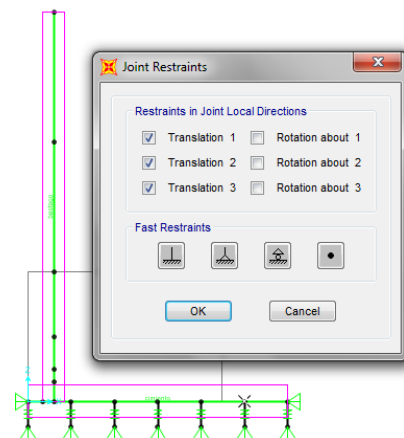 Joint Restraints
Restraints in Joint Local Directions
Translation 1 Rotation about 1
Translation 2 Rotation about 2
Translation 3 Rotation about 3
Fast Restraints
OK Cancel